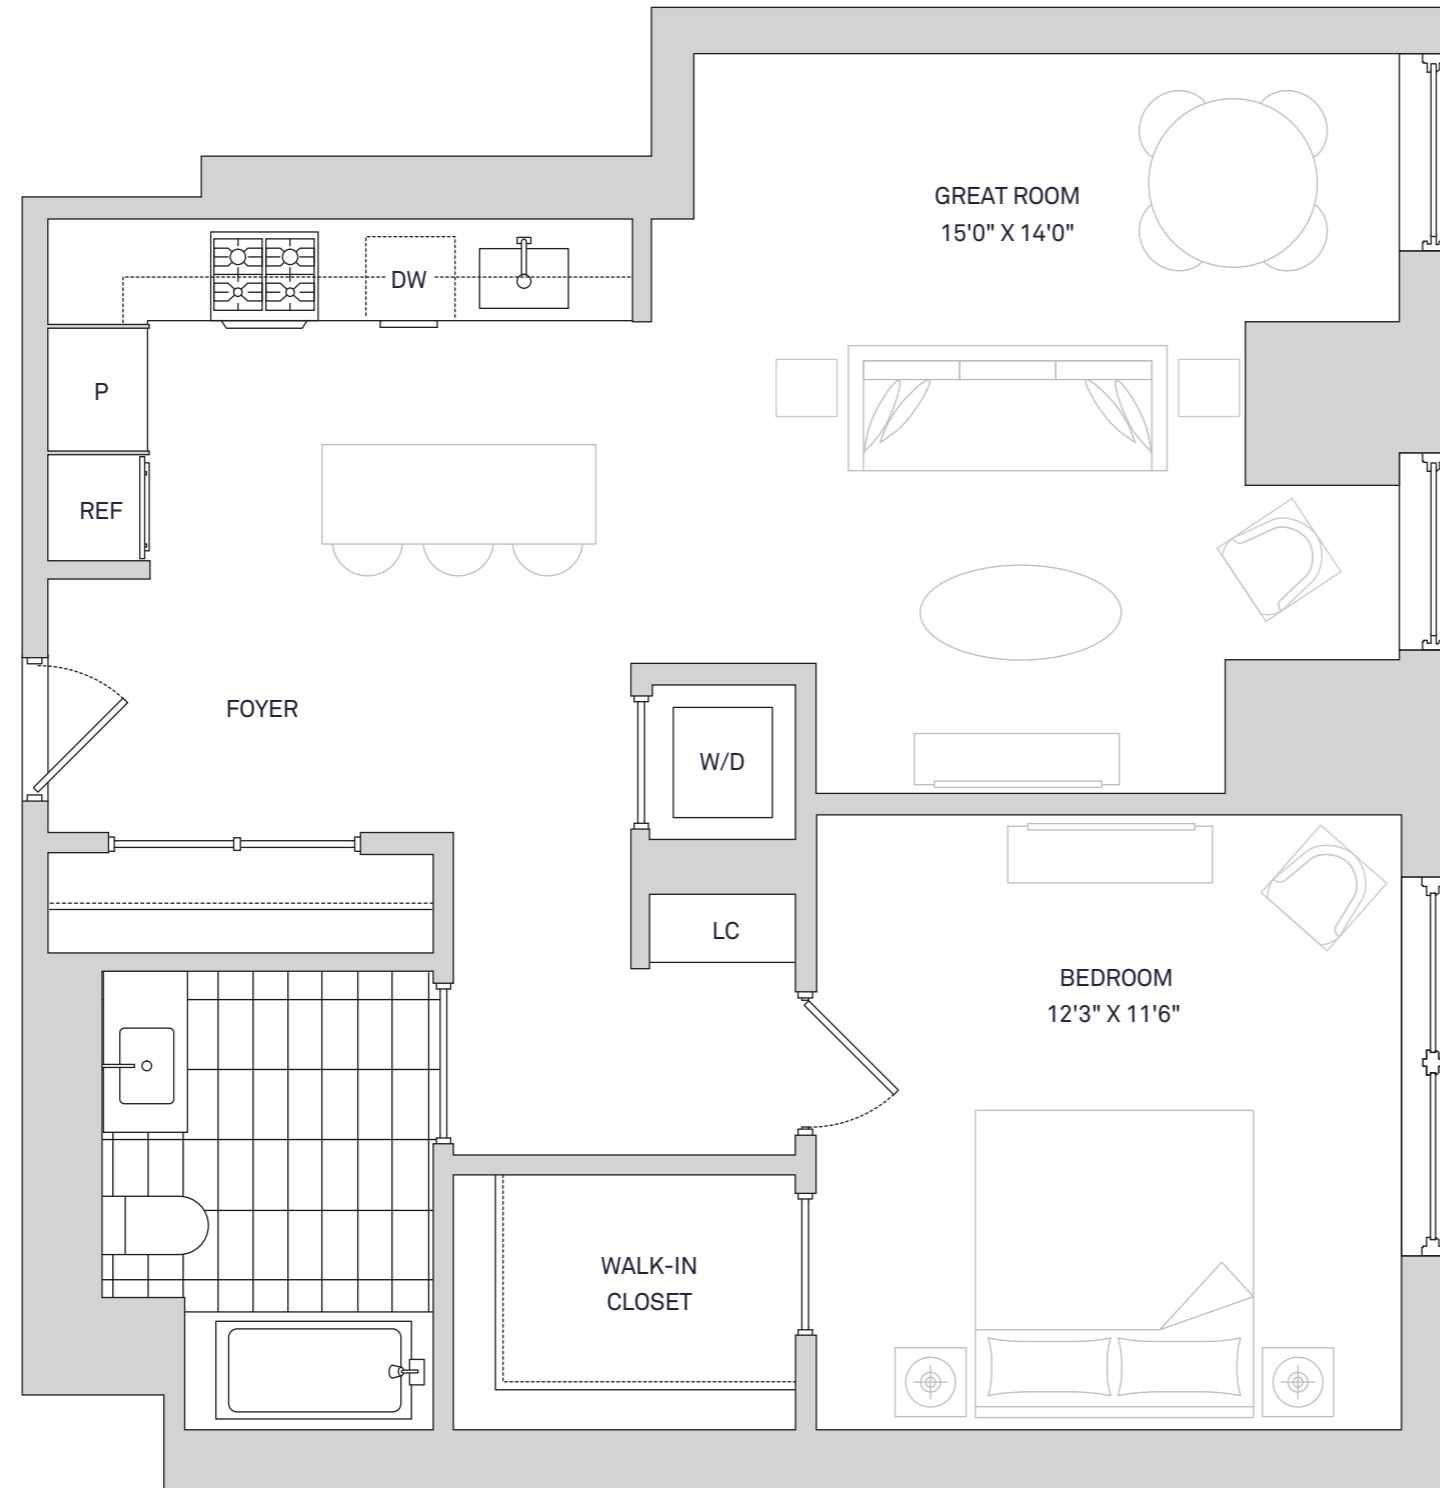 GREAT ROOM
15'0" X 14'0"
DW
P
REF
FOYER
W/D
LC
BEDROOM
12'3" X 11'6"
WALK-IN
CLOSET